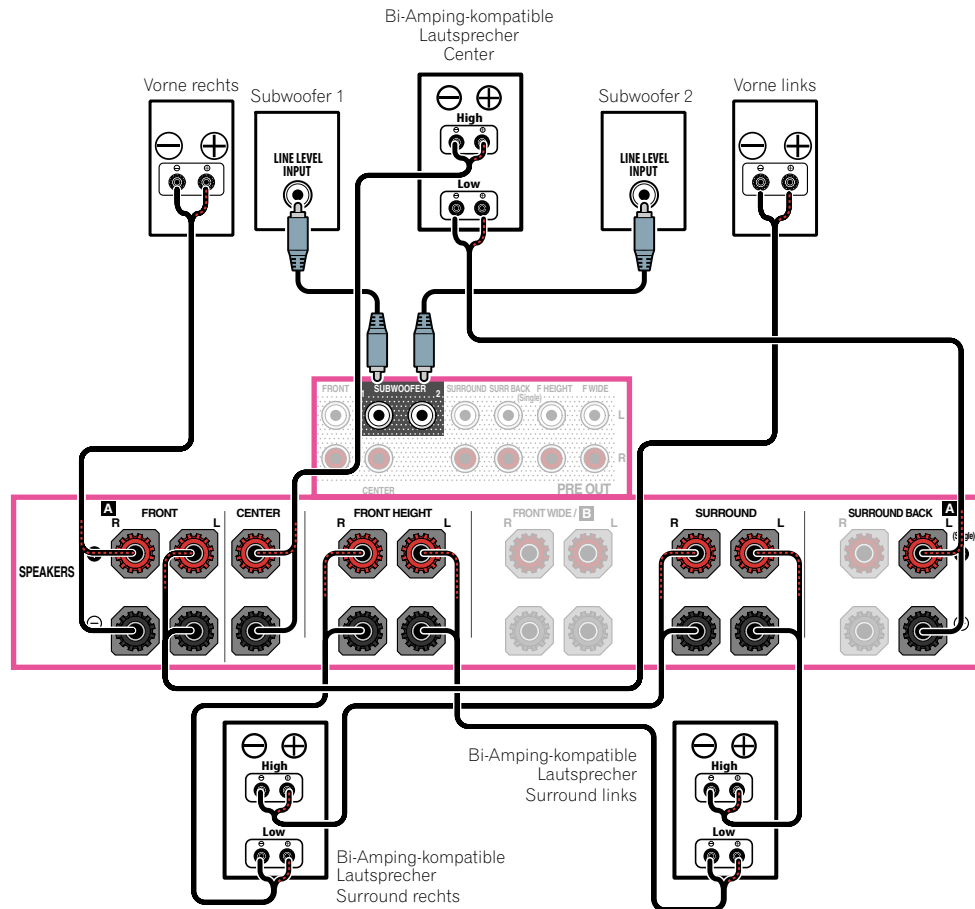 Bi-Amping-kompatible
Lautsprecher
Center
Vorne rechts
Subwoofer 1
Subwoofer 2
Vorne links
High
LINE LEVEL
INPUT
LINE LEVEL
INPUT
Low
FRONT
SUBWOOFER
2
SURROUND
SURR BACK
(Single)
F HEIGHT
F WIDE
L
R
CENTER
PRE OUT
A
R
FRONT
L
CENTER
FRONT HEIGHT
R
L
FRONT WIDE / B
R
L
SURROUND
R
L
SURROUND BACK
A
R
L
SPEAKERS
Bi-Amping-kompatible
Lautsprecher
Surround links
High
Low
High
Low
Bi-Amping-kompatible
Lautsprecher
Surround rechts